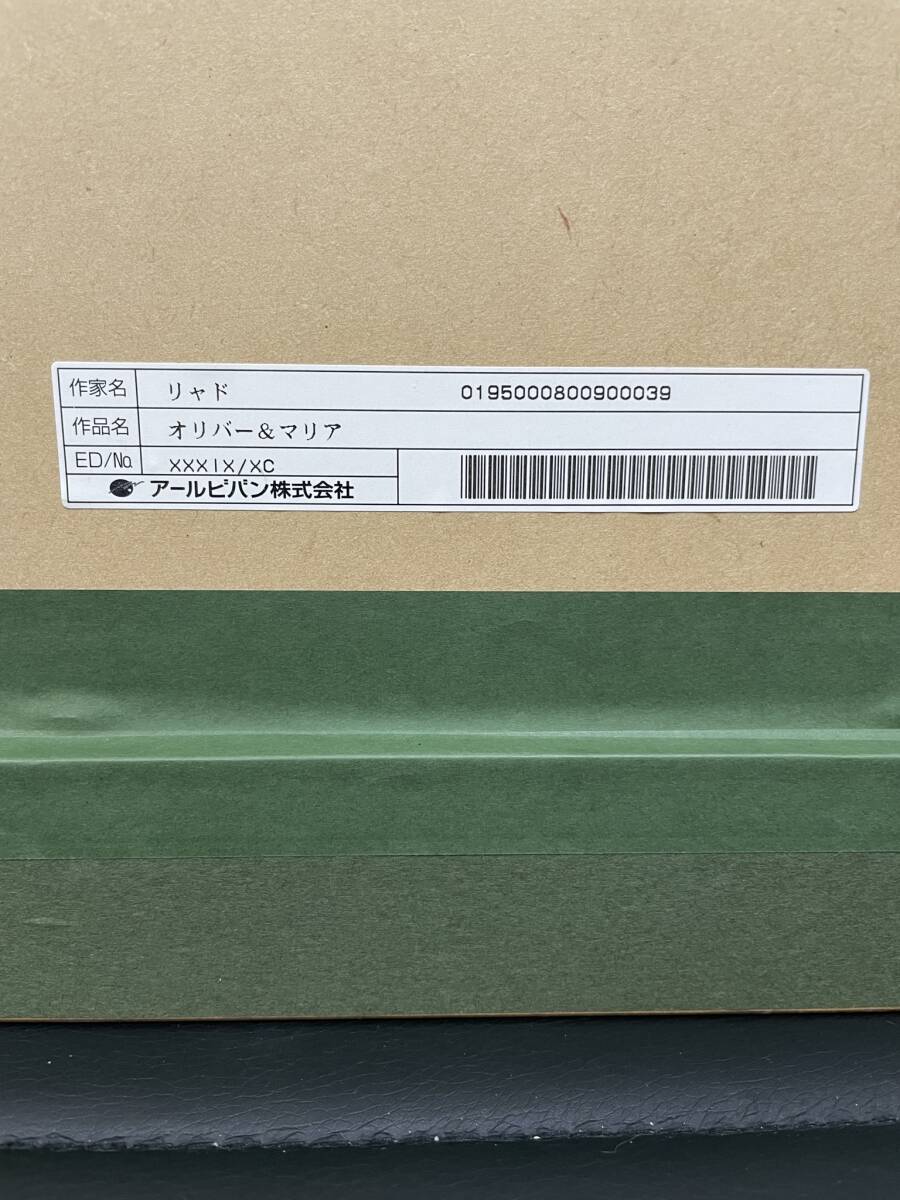 作家名 リャド 0195000800900039
作品名 オリバー＆マリア
ED/No. XXXIX/XC
アールビバン株式会社